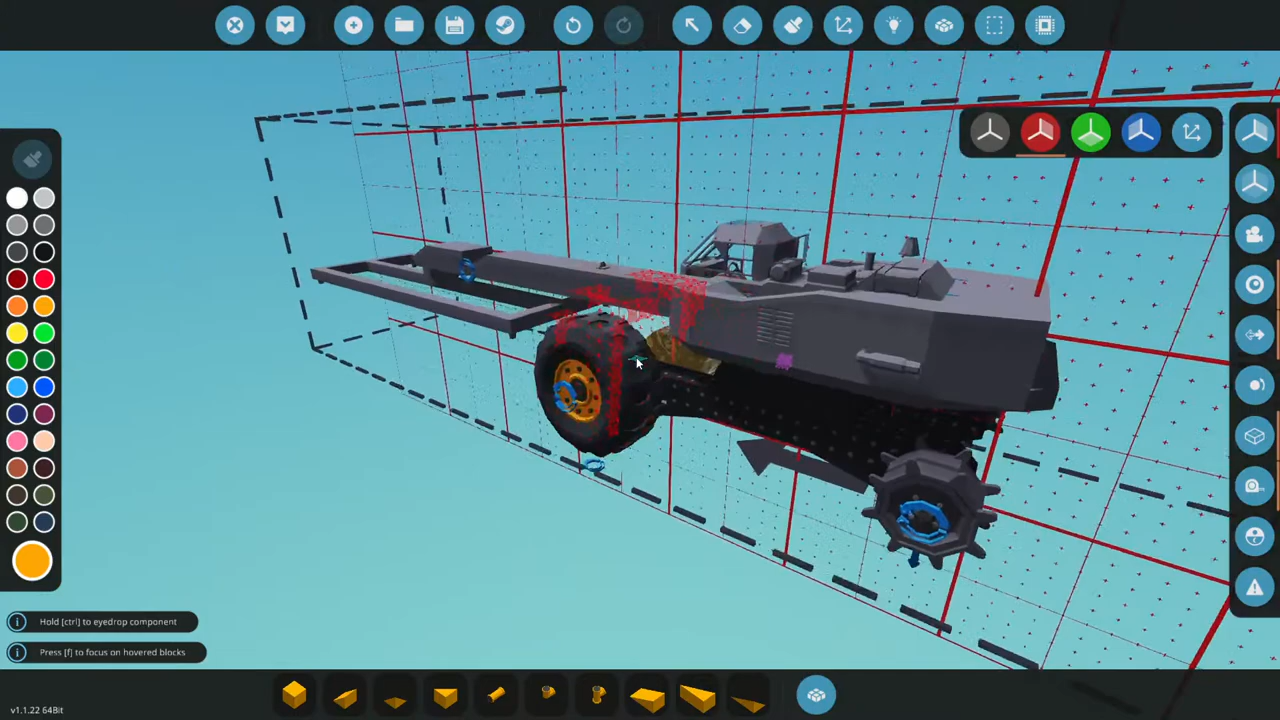 Hold [ctrl] to eyedrop component
Press [f] to focus on hovered blocks
v1.1.22 64Bit